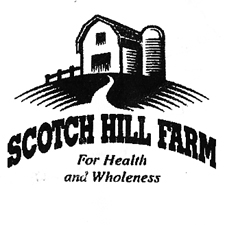 SCOTCH HILL FARM
For Health
and Wholeness